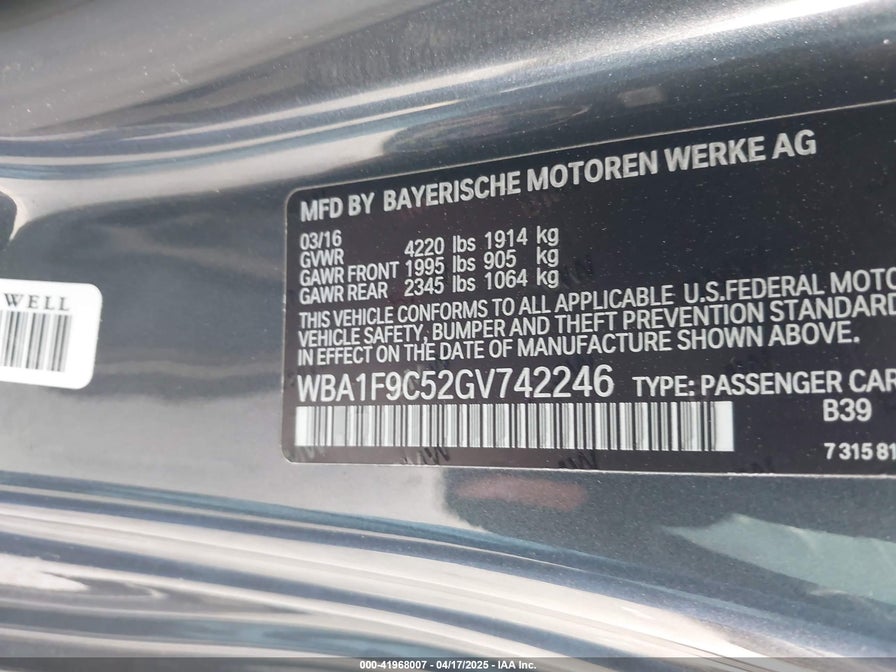 MFD BY BAYERISCHE MOTOREN WERKE AG
03/16
GVWR 4220 lbs 1914 kg
GAWR FRONT 1995 lbs 905 kg
GAWR REAR 2345 lbs 1064 kg
THIS VEHICLE CONFORMS TO ALL APPLICABLE U.S.FEDERAL MOTO
VEHICLE SAFETY, BUMPER AND THEFT PREVENTION STANDARD
IN EFFECT ON THE DATE OF MANUFACTURE SHOWN ABOVE.
WBA1F9C52GV742246 TYPE: PASSENGER CAR
B39
7 315 81
WELL
000-41968007 - 04/17/2025 - IAA Inc.